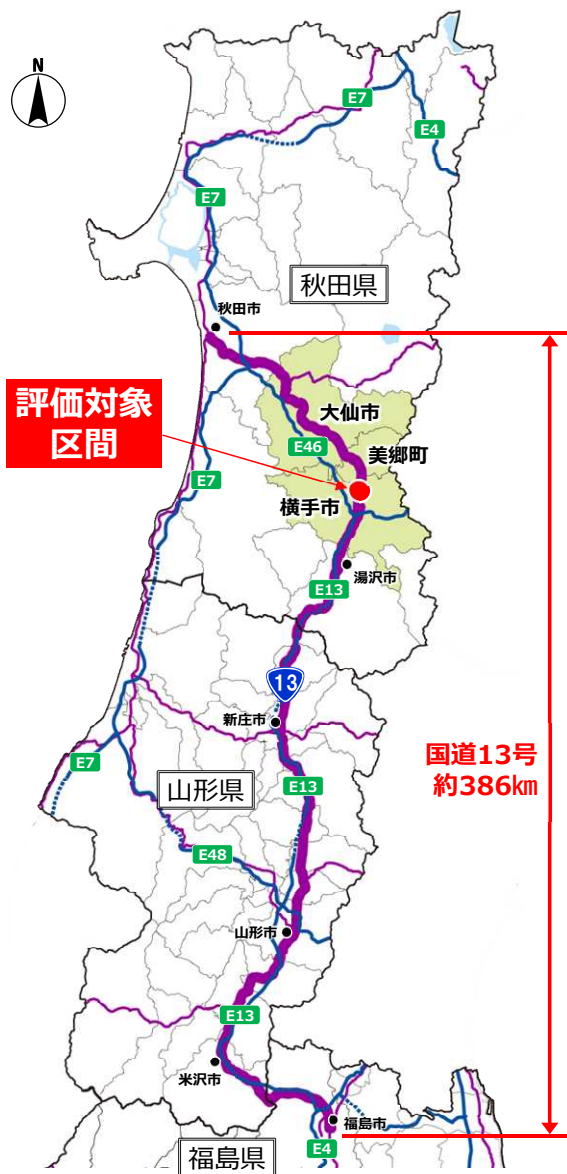 N
E7
E4
E7
秋田県
秋田市
評価対象
区間
大仙市
E46
美郷町
E7
横手市
湯沢市
E13
13
新庄市
国道13号
約386km
E7
山形県
E13
E48
山形市
E13
米沢市
福島市
福島県
E4